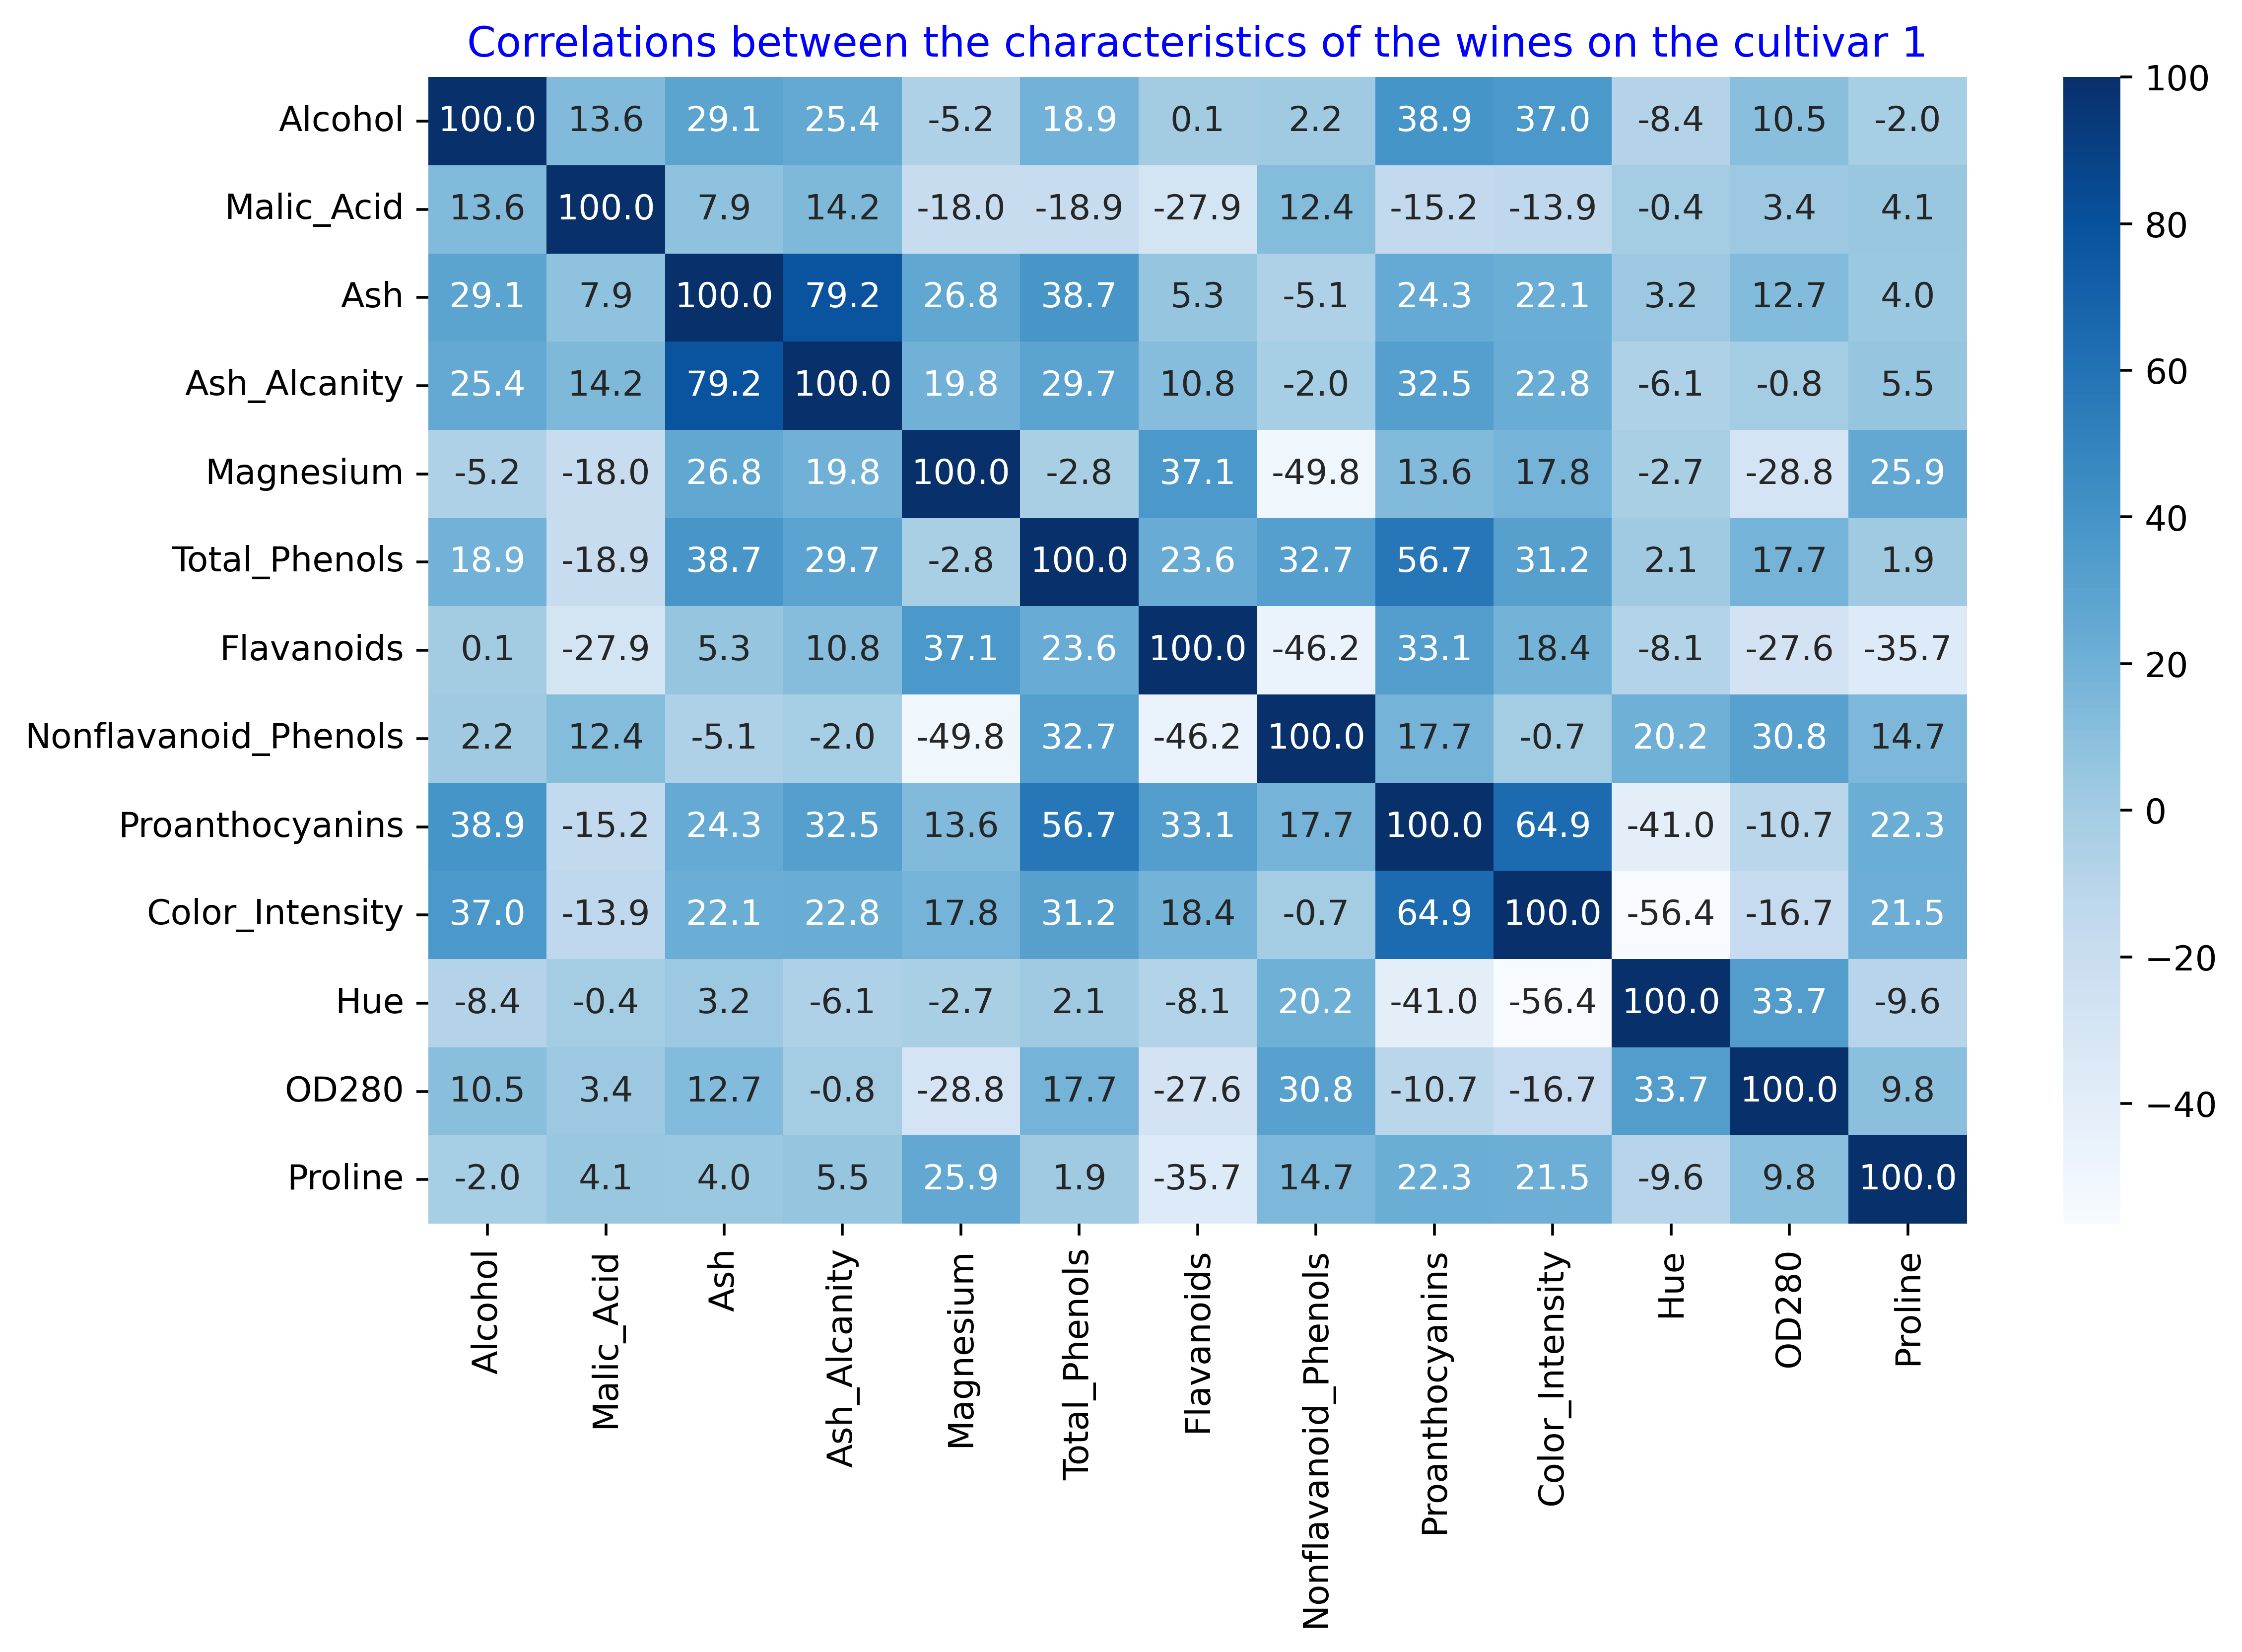 Correlations between the characteristics of the wines on the cultivar 1
Alcohol 100.0 13.6 29.1 25.4 -5.2 18.9 0.1 2.2 38.9 37.0 -8.4 10.5 -2.0
Malic_Acid 13.6 100.0 7.9 14.2 -18.0 -18.9 -27.9 12.4 -15.2 -13.9 -0.4 3.4 4.1
Ash 29.1 7.9 100.0 79.2 26.8 38.7 5.3 -5.1 24.3 22.1 3.2 12.7 4.0
Ash_Alcanity 25.4 14.2 79.2 100.0 19.8 29.7 10.8 -2.0 32.5 22.8 -6.1 -0.8 5.5
Magnesium -5.2 -18.0 26.8 19.8 100.0 -2.8 37.1 -49.8 13.6 17.8 -2.7 -28.8 25.9
Total_Phenols 18.9 -18.9 38.7 29.7 -2.8 100.0 23.6 32.7 56.7 31.2 2.1 17.7 1.9
Flavanoids 0.1 -27.9 5.3 10.8 37.1 23.6 100.0 -46.2 33.1 18.4 -8.1 -27.6 -35.7
Nonflavanoid_Phenols 2.2 12.4 -5.1 -2.0 -49.8 32.7 -46.2 100.0 17.7 -0.7 20.2 30.8 14.7
Proanthocyanins 38.9 -15.2 24.3 32.5 13.6 56.7 33.1 17.7 100.0 64.9 -41.0 -10.7 22.3
Color_Intensity 37.0 -13.9 22.1 22.8 17.8 31.2 18.4 -0.7 64.9 100.0 -56.4 -16.7 21.5
Hue -8.4 -0.4 3.2 -6.1 -2.7 2.1 -8.1 20.2 -41.0 -56.4 100.0 33.7 -9.6
OD280 10.5 3.4 12.7 -0.8 -28.8 17.7 -27.6 30.8 -10.7 -16.7 33.7 100.0 9.8
Proline -2.0 4.1 4.0 5.5 25.9 1.9 -35.7 14.7 22.3 21.5 -9.6 9.8 100.0
Alcohol
Malic_Acid
Ash
Ash_Alcanity
Magnesium
Total_Phenols
Flavanoids
Nonflavanoid_Phenols
Proanthocyanins
Color_Intensity
Hue
OD280
Proline
100
80
60
40
20
0
−20
−40